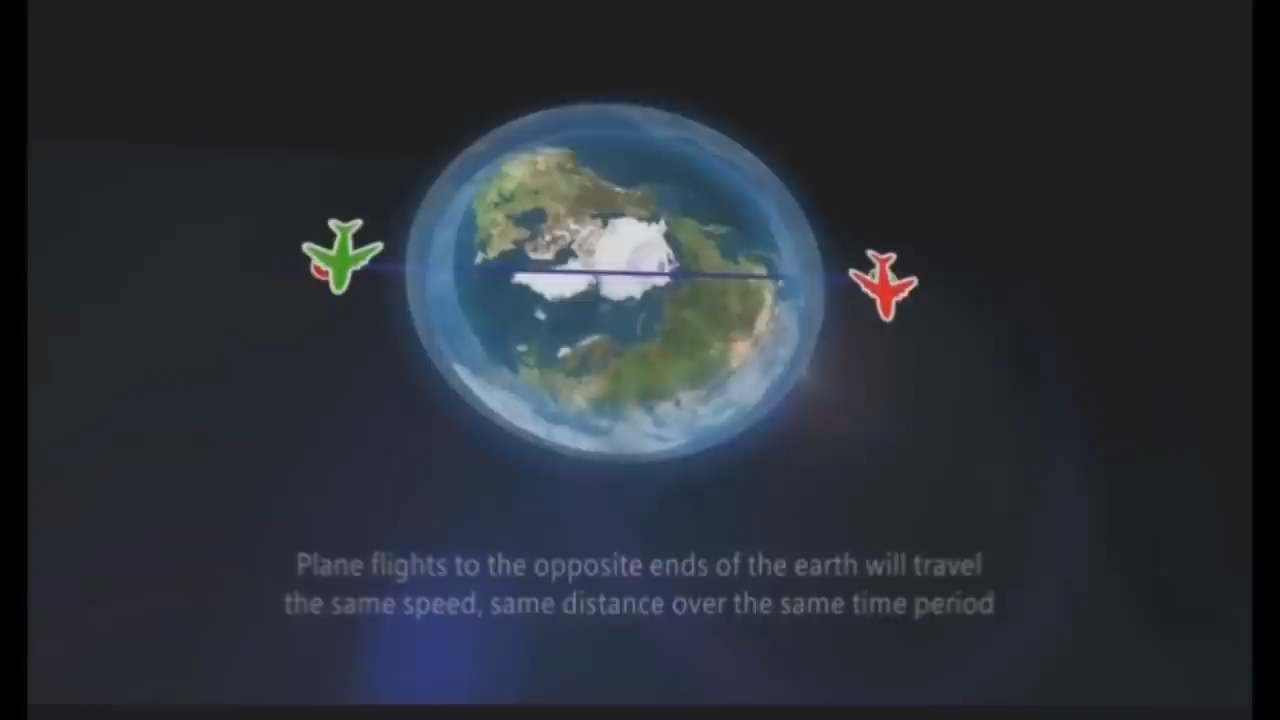 Plane flights to the opposite ends of the earth will travel
the same speed, same distance over the same time period